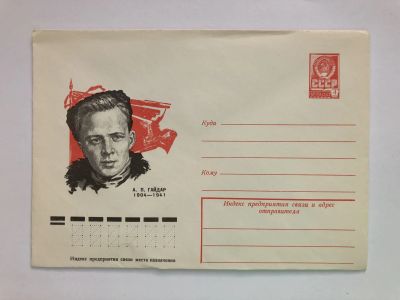 СССР
Куда
А. П. ГАЙДАР
1904—1941
Кому
Индекс предприятия связи и адрес
отправителя
Индекс предприятия связи места назначения